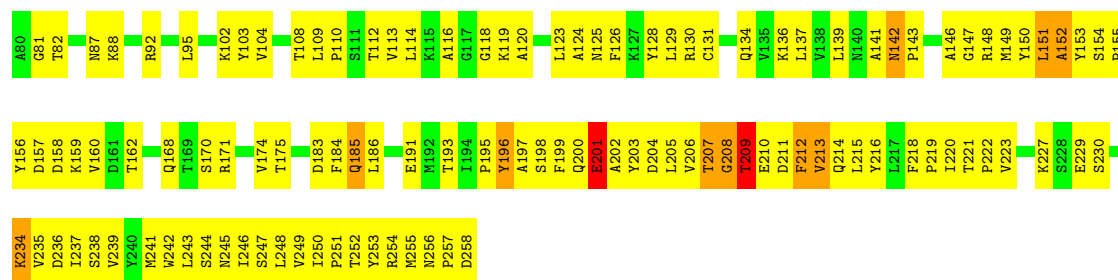 A80 G81 T82 N87 K88 R92 L95 K102 Y103 V104 T108 L109 P110 S111 T112 V113 L114 K115 A116 G117 G118 K119 A120 L123 A124 N125 F126 K127 Y128 L129 R130 C131 Q134 V135 K136 L137 V138 L139 N140 A141 N142 P143 A146 G147 R148 M149 Y150 L151 A152 Y153 S154
Y156 D157 D158 K159 V160 D161 T162 Q168 T169 S170 R171 V174 T175 D183 F184 Q185 L186 E191 M192 T193 I194 P195 Y196 A197 S198 F199 Q200 E201 A202 Y203 D204 L205 V206 T207 G208 T209 E210 D211 F212 V213 Q214 L215 Y216 L217 F218 P219 I220 T221 P222 V223 K227 S228 E229 S230
K234 V235 D236 I237 S238 V239 Y240 M241 W242 L243 S244 N245 I246 S247 L248 V249 I250 P251 T252 Y253 R254 M255 N256 P257 D258